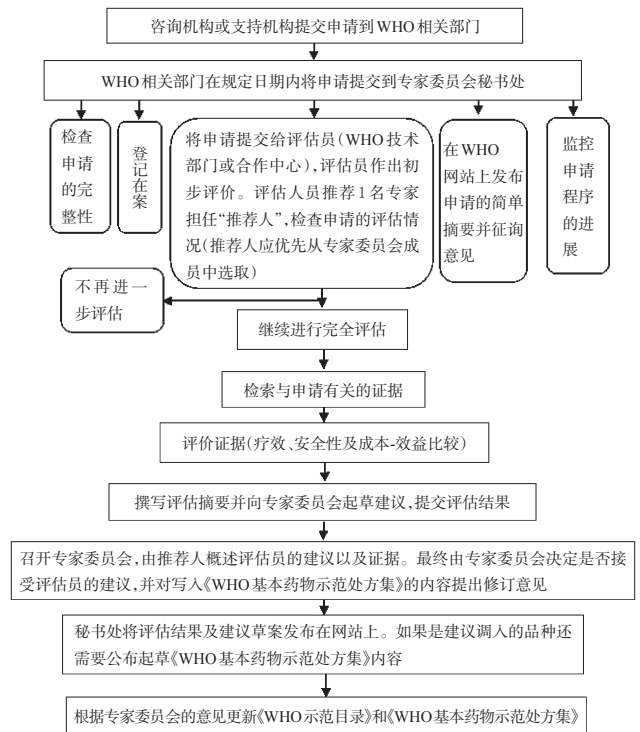 咨询机构或支持机构提交申请到WHO相关部门
WHO相关部门在规定日期内将申请提交到专家委员会秘书处
检查
申请
的完
整性
登记在案
将申请提交给评估员(WHO技术
部门或合作中心),评估员作出初
步评价。评估人员推荐1名专家
担任“推荐人”,检查申请的评估情
况(推荐人应优先从专家委员会成
员中选取)
在WHO
网站上发布
申请的简单
摘要并征询
意见
监控
申请
程序
的进
展
不再进一
步评估
继续进行完全评估
检索与申请有关的证据
评价证据(疗效、安全性及成本-效益比较)
撰写评估摘要并向专家委员会起草建议,提交评估结果
召开专家委员会,由推荐人概述评估员的建议以及证据。最终由专家委员会决定是否接
受评估员的建议,并对写入《WHO基本药物示范处方集》的内容提出修订意见
秘书处将评估结果及建议草案发布在网站上。如果是建议调入的品种还
需要公布起草《WHO基本药物示范处方集》内容
根据专家委员会的意见更新《WHO示范目录》和《WHO基本药物示范处方集》